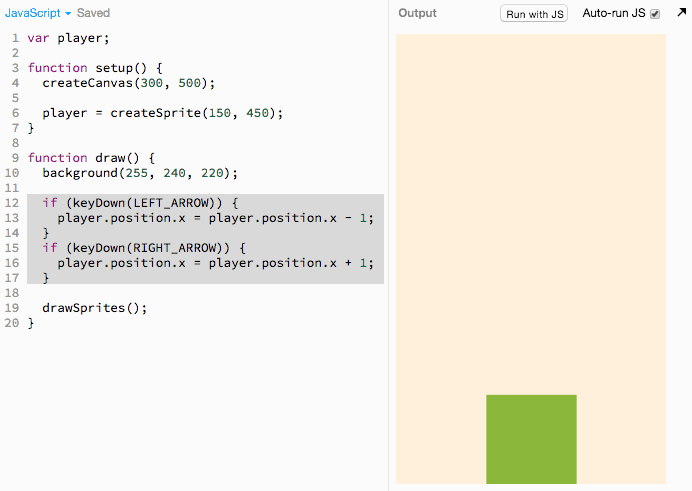 JavaScript Saved Output Run with JS Auto-run JS
1 var player;
2
3 function setup() {
4   createCanvas(300, 500);
5
6   player = createSprite(150, 450);
7 }
8
9 function draw() {
10   background(255, 240, 220);
11
12   if (keyDown(LEFT_ARROW)) {
13     player.position.x = player.position.x - 1;
14   }
15   if (keyDown(RIGHT_ARROW)) {
16     player.position.x = player.position.x + 1;
17   }
18
19   drawSprites();
20 }